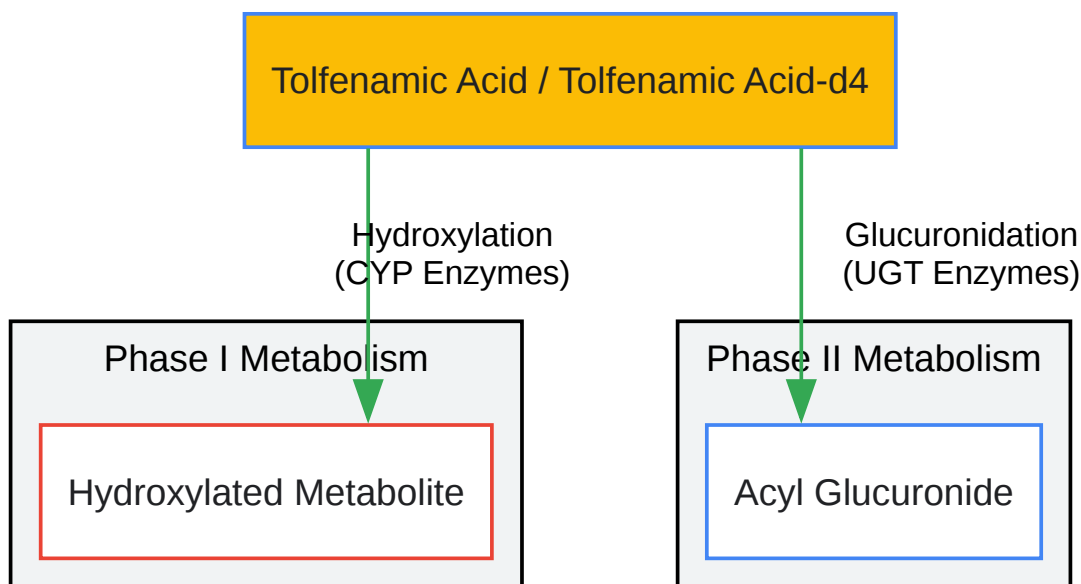 Tolfenamic Acid / Tolfenamic Acid-d4
Hydroxylation
(CYP Enzymes)
Glucuronidation
(UGT Enzymes)
Phase I Metabolism
Phase II Metabolism
Hydroxylated Metabolite
Acyl Glucuronide